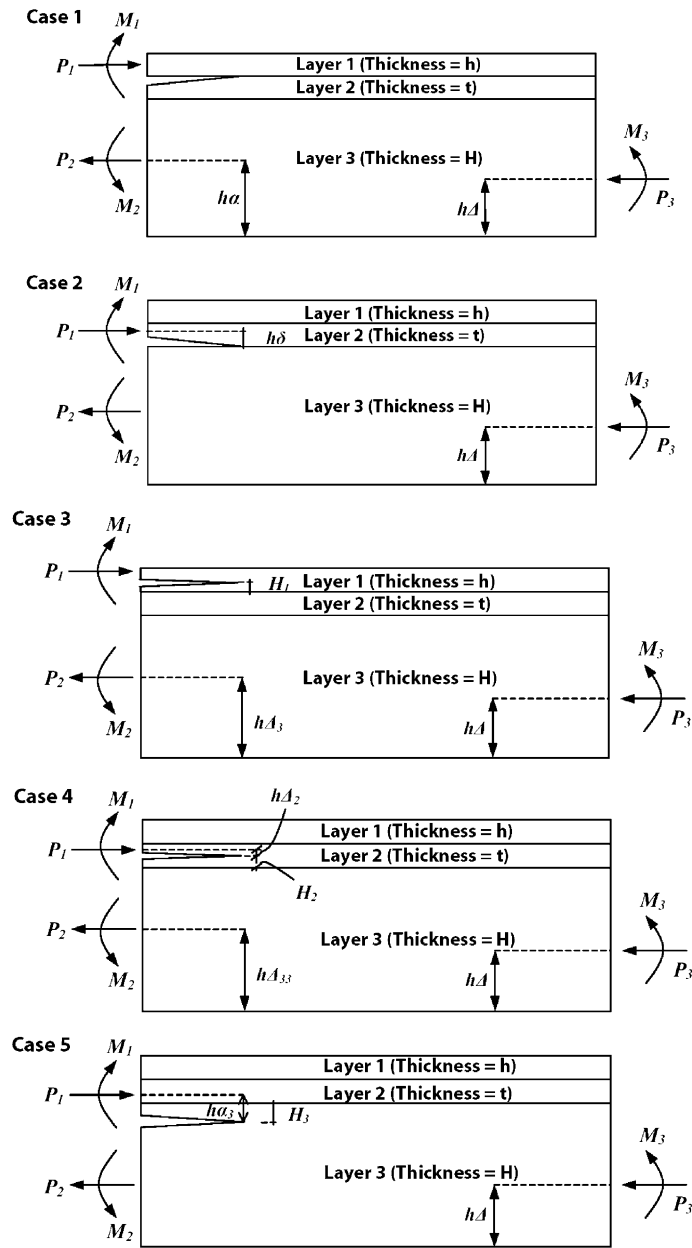 Case 1
M1
P1
Layer 1 (Thickness = h)
Layer 2 (Thickness = t)
P2
M2
Layer 3 (Thickness = H)
hα
hΔ
M3
P3
Case 2
M1
P1
Layer 1 (Thickness = h)
Layer 2 (Thickness = t)
hδ
P2
M2
Layer 3 (Thickness = H)
hΔ
M3
P3
Case 3
M1
P1
H1
Layer 1 (Thickness = h)
Layer 2 (Thickness = t)
P2
M2
Layer 3 (Thickness = H)
hΔ3
hΔ
M3
P3
Case 4
M1
hΔ2
P1
Layer 1 (Thickness = h)
Layer 2 (Thickness = t)
H2
P2
M2
Layer 3 (Thickness = H)
hΔ33
hΔ
M3
P3
Case 5
M1
P1
Layer 1 (Thickness = h)
Layer 2 (Thickness = t)
hα3
H3
P2
M2
Layer 3 (Thickness = H)
hΔ
M3
P3